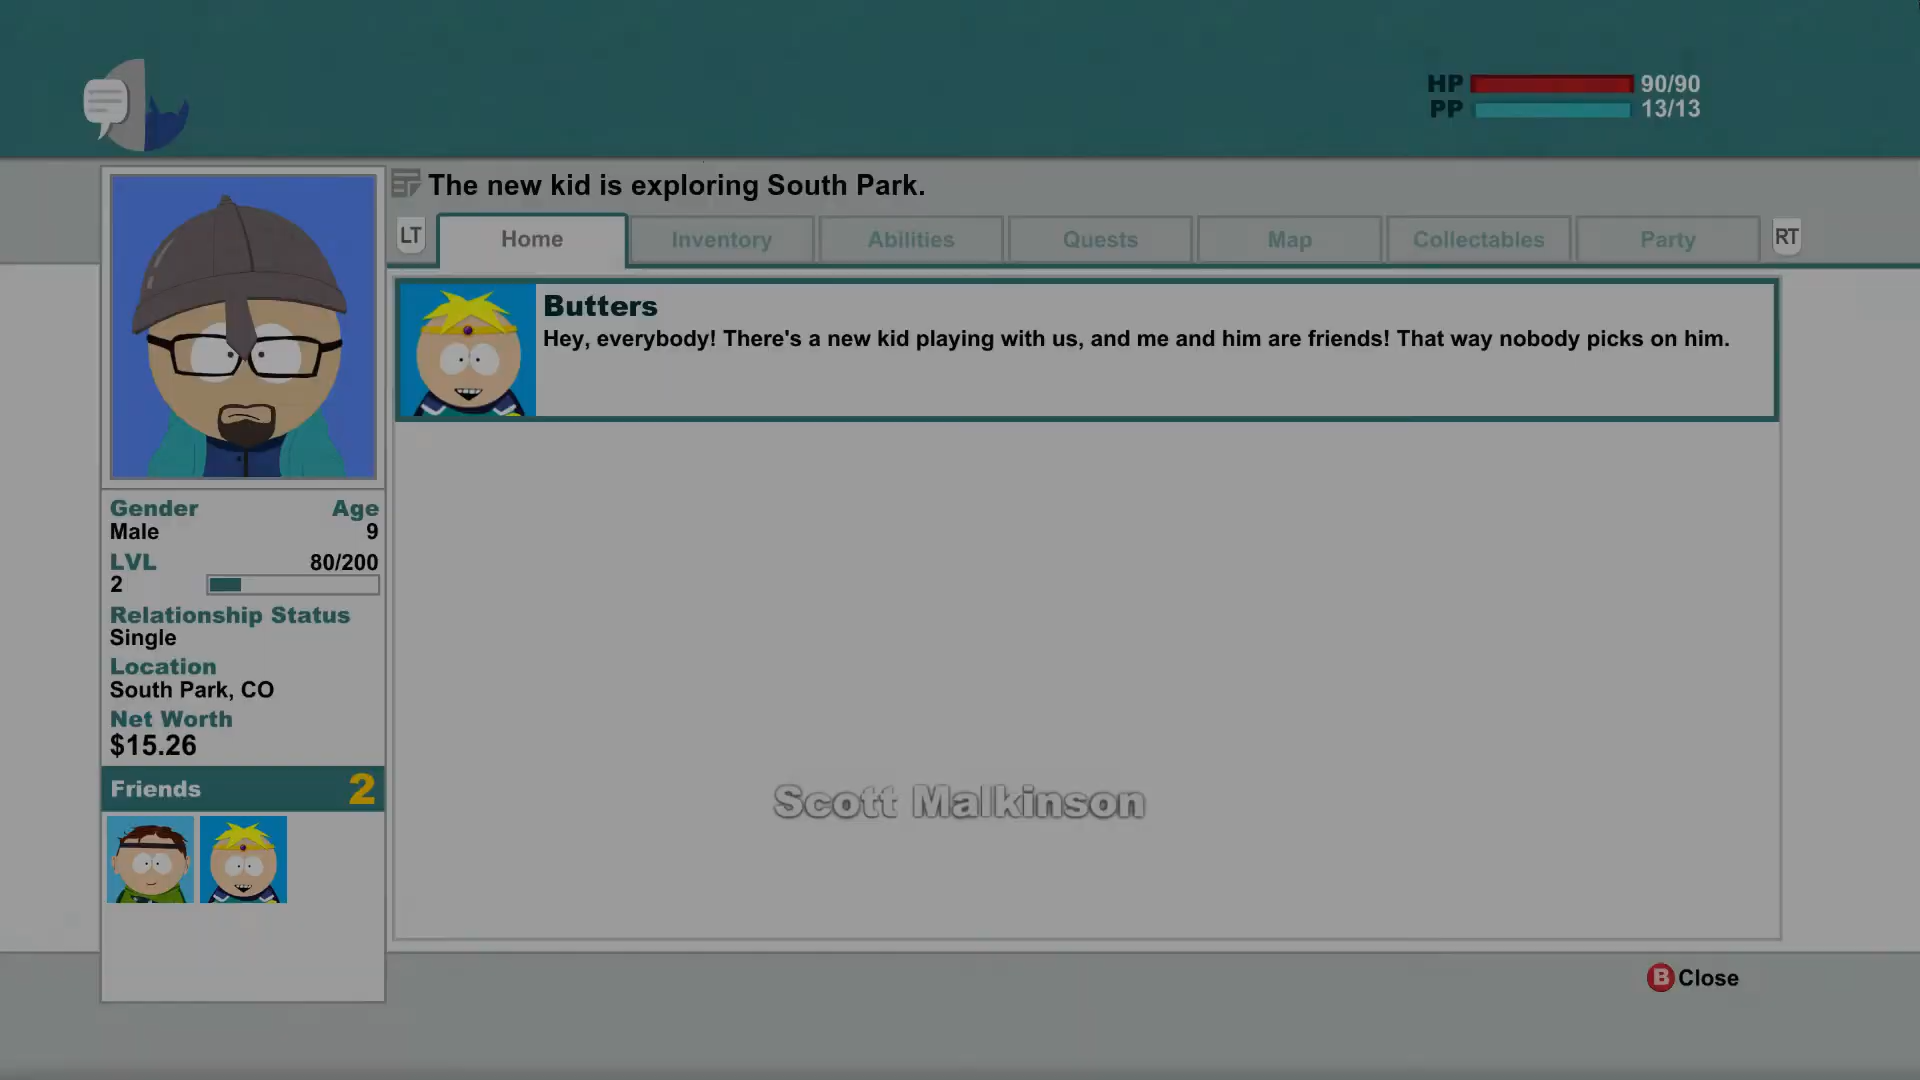 HP 90/90
PP 13/13
The new kid is exploring South Park.
LT Home Inventory Abilities Quests Map Collectables Party RT
Butters
Hey, everybody! There's a new kid playing with us, and me and him are friends! That way nobody picks on him.
Gender Age
Male 9
LVL 80/200
2
Relationship Status
Single
Location
South Park, CO
Net Worth
$15.26
Friends 2
Scott Malkinson
B Close